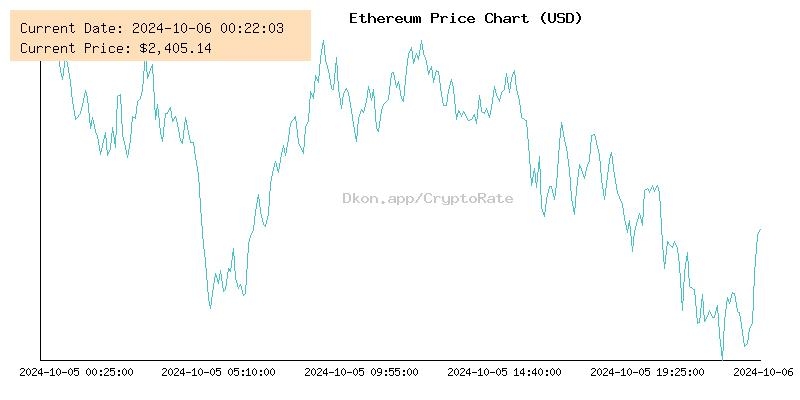 Ethereum Price Chart (USD)
Current Date: 2024-10-06 00:22:03
Current Price: $2,405.14
Dkon.app/CryptoRate
2024-10-05 00:25:00 2024-10-05 05:10:00 2024-10-05 09:55:00 2024-10-05 14:40:00 2024-10-05 19:25:00 2024-10-06